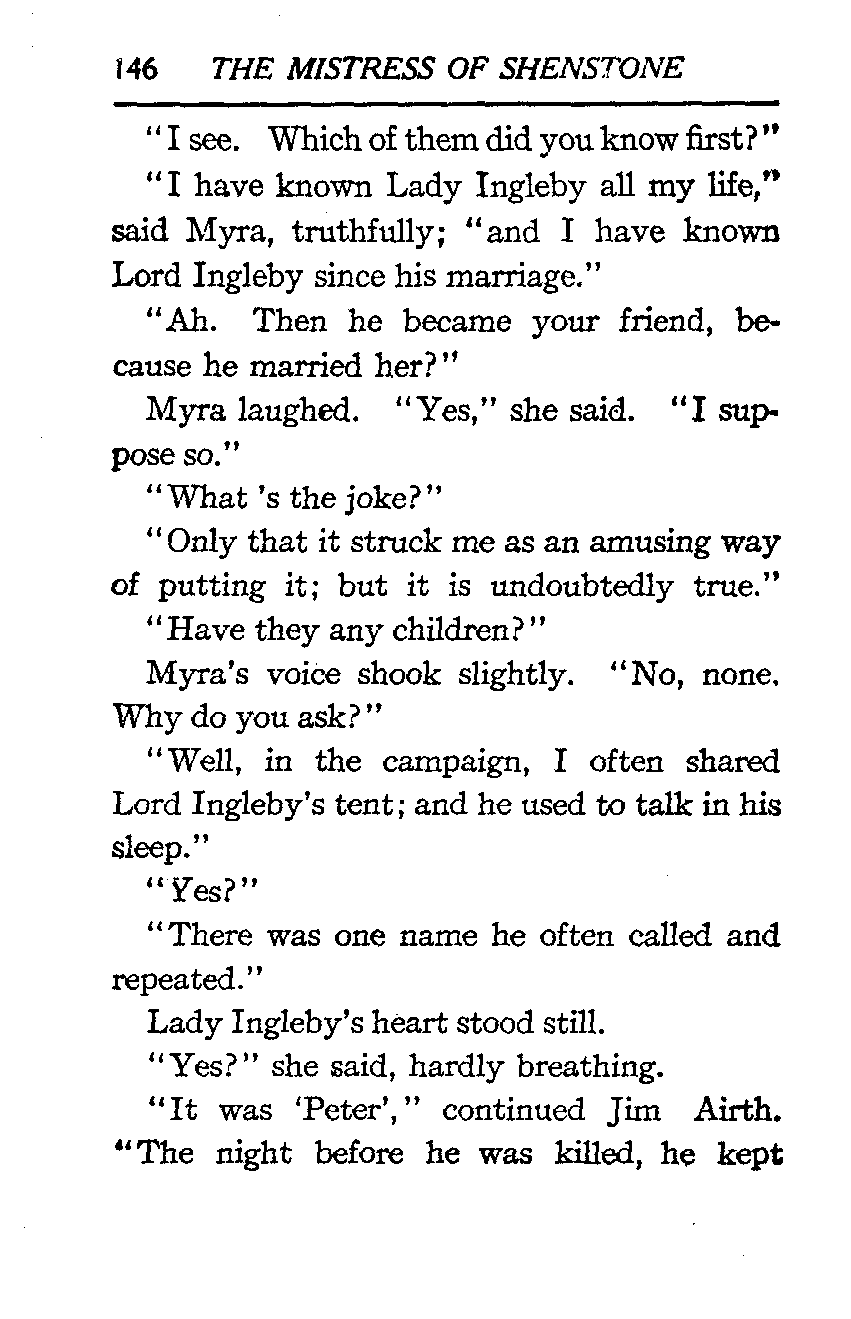 146 THE MISTRESS OF SHENSTONE
"I see. Which of them did you know first?"
"I have known Lady Ingleby all my life,"
said Myra, truthfully; "and I have known
Lord Ingleby since his marriage."
"Ah. Then he became your friend, be-
cause he married her?"
Myra laughed. "Yes," she said. "I sup-
pose so."
"What 's the joke?"
"Only that it struck me as an amusing way
of putting it; but it is undoubtedly true."
"Have they any children?"
Myra's voice shook slightly. "No, none.
Why do you ask?"
"Well, in the campaign, I often shared
Lord Ingleby's tent; and he used to talk in his
sleep."
"Yes?"
"There was one name he often called and
repeated."
Lady Ingleby's heart stood still.
"Yes?" she said, hardly breathing.
"It was 'Peter'," continued Jim Airth.
"The night before he was killed, he kept